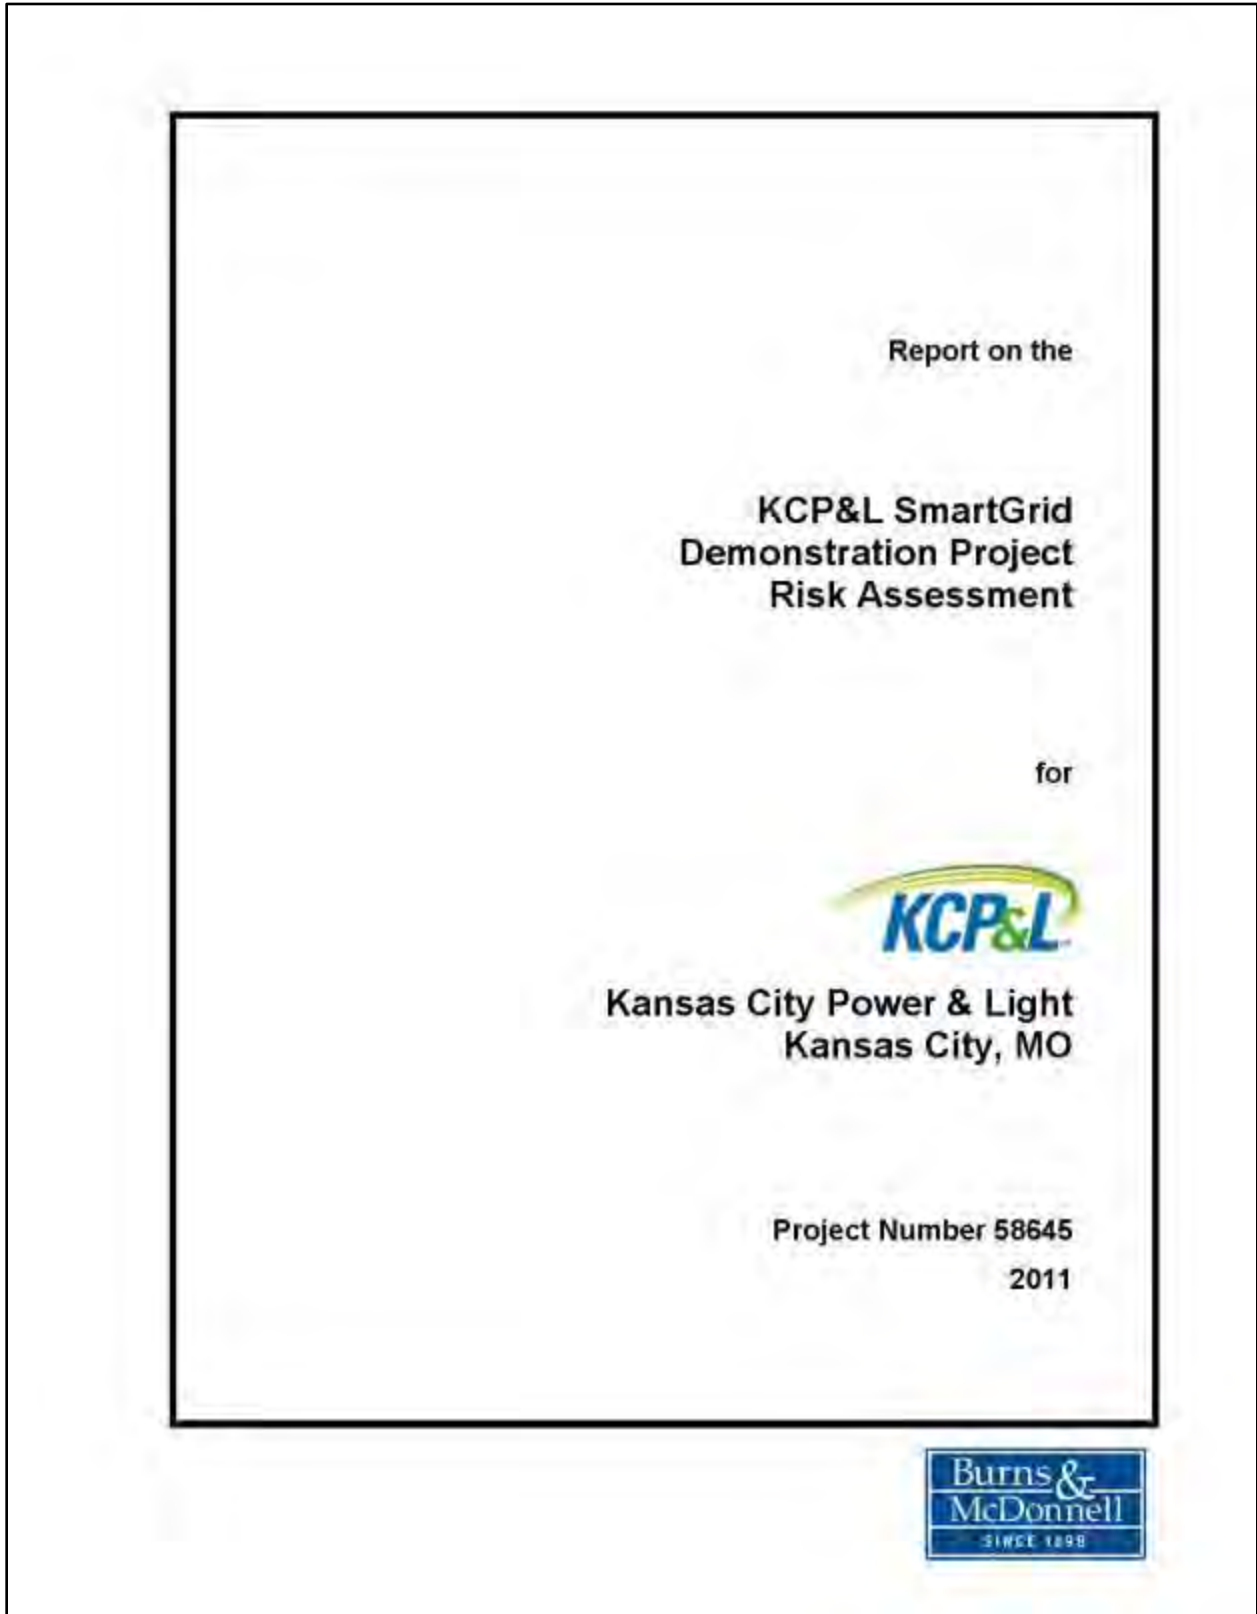 Report on the
KCP&L SmartGrid
Demonstration Project
Risk Assessment
for
KCP&L
Kansas City Power & Light
Kansas City, MO
Project Number 58645
2011
Burns &
McDonnell
SINCE 1898